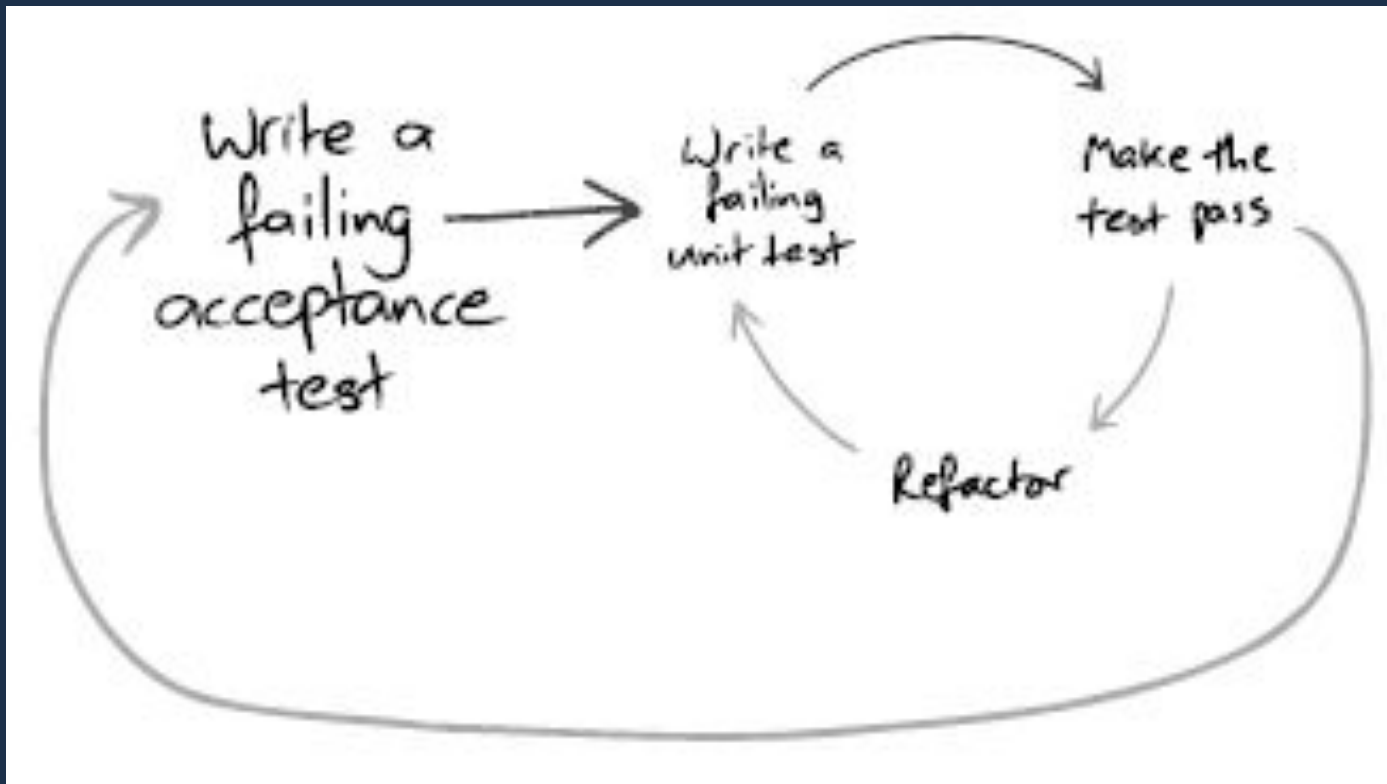 Write a
failing
acceptance
test
Write a
failing
unit test
Make the
test pass
Refactor